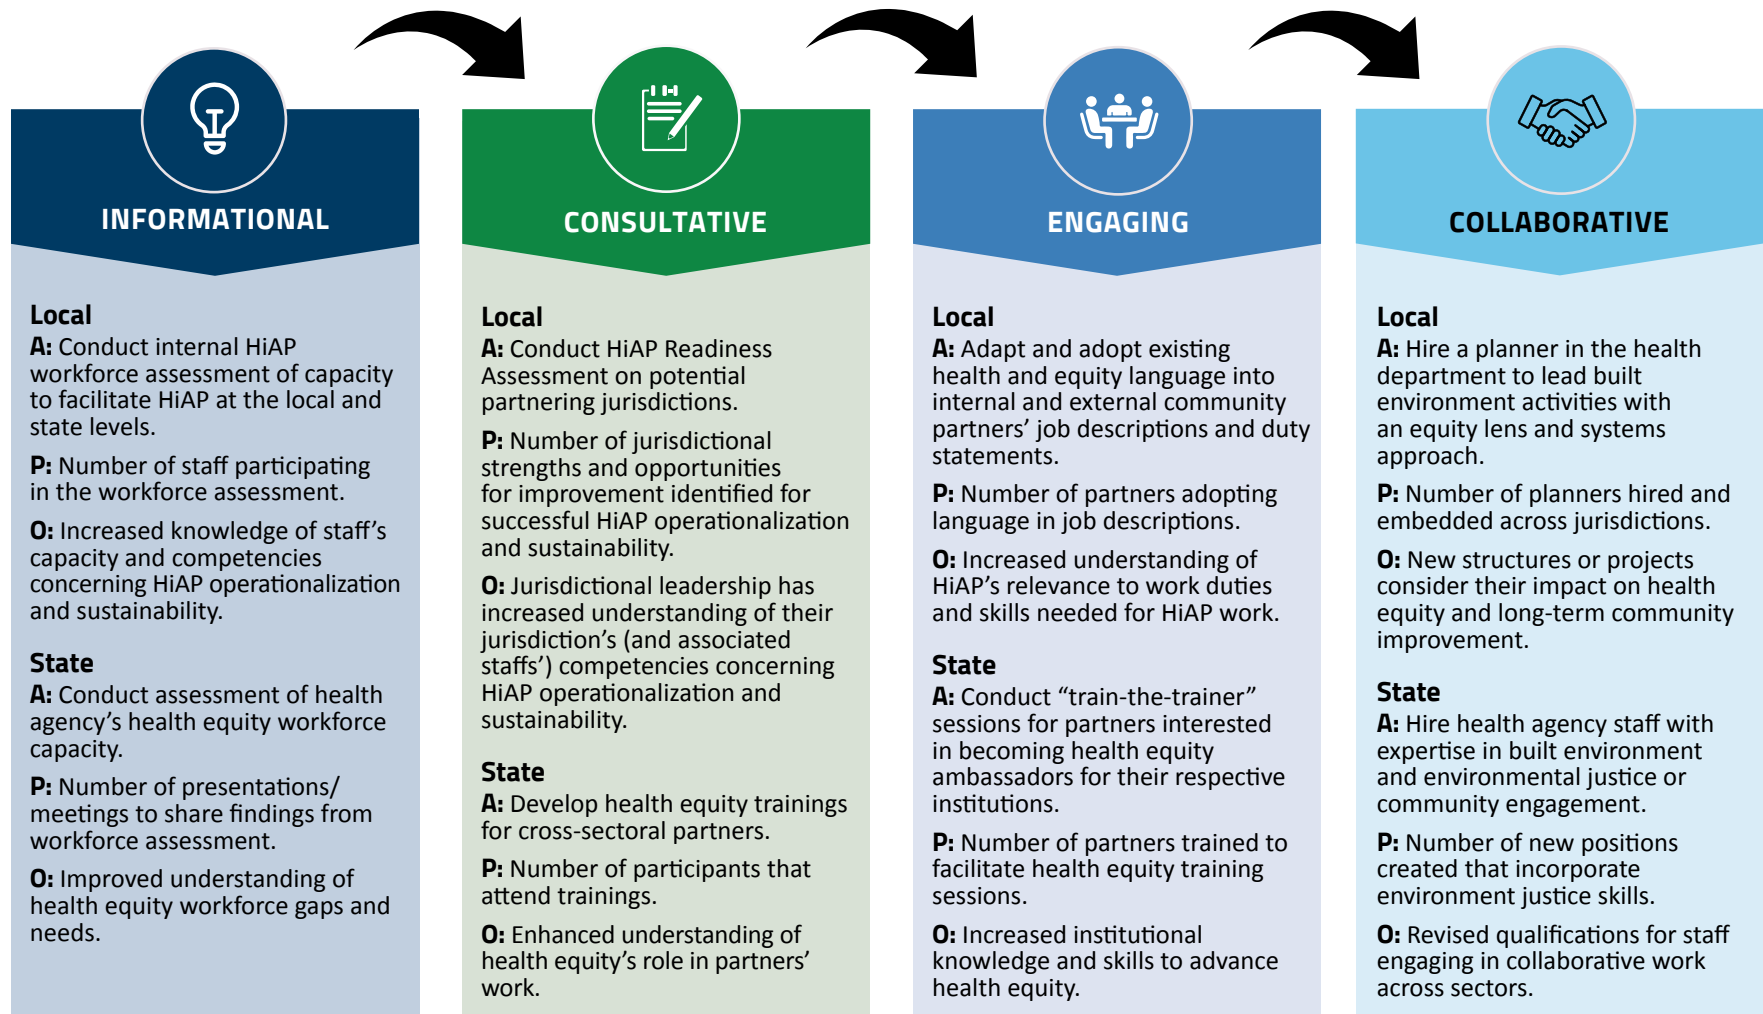 INFORMATIONAL
Local
A: Conduct internal HiAP
workforce assessment of capacity
to facilitate HiAP at the local and
state levels.
P: Number of staff participating
in the workforce assessment.
O: Increased knowledge of staff’s
capacity and competencies
concerning HiAP operationalization
and sustainability.
State
A: Conduct assessment of health
agency’s health equity workforce
capacity.
P: Number of presentations/
meetings to share findings from
workforce assessment.
O: Improved understanding of
health equity workforce gaps and
needs.
CONSULTATIVE
Local
A: Conduct HiAP Readiness
Assessment on potential
partnering jurisdictions.
P: Number of jurisdictional
strengths and opportunities
for improvement identified for
successful HiAP operationalization
and sustainability.
O: Jurisdictional leadership has
increased understanding of their
jurisdiction’s (and associated
staffs’) competencies concerning
HiAP operationalization and
sustainability.
State
A: Develop health equity trainings
for cross-sectoral partners.
P: Number of participants that
attend trainings.
O: Enhanced understanding of
health equity’s role in partners’
work.
ENGAGING
Local
A: Adapt and adopt existing
health and equity language into
internal and external community
partners’ job descriptions and duty
statements.
P: Number of partners adopting
language in job descriptions.
O: Increased understanding of
HiAP’s relevance to work duties
and skills needed for HiAP work.
State
A: Conduct “train-the-trainer”
sessions for partners interested
in becoming health equity
ambassadors for their respective
institutions.
P: Number of partners trained to
facilitate health equity training
sessions.
O: Increased institutional
knowledge and skills to advance
health equity.
COLLABORATIVE
Local
A: Hire a planner in the health
department to lead built
environment activities with
an equity lens and systems
approach.
P: Number of planners hired and
embedded across jurisdictions.
O: New structures or projects
consider their impact on health
equity and long-term community
improvement.
State
A: Hire health agency staff with
expertise in built environment
and environmental justice or
community engagement.
P: Number of new positions
created that incorporate
environment justice skills.
O: Revised qualifications for staff
engaging in collaborative work
across sectors.